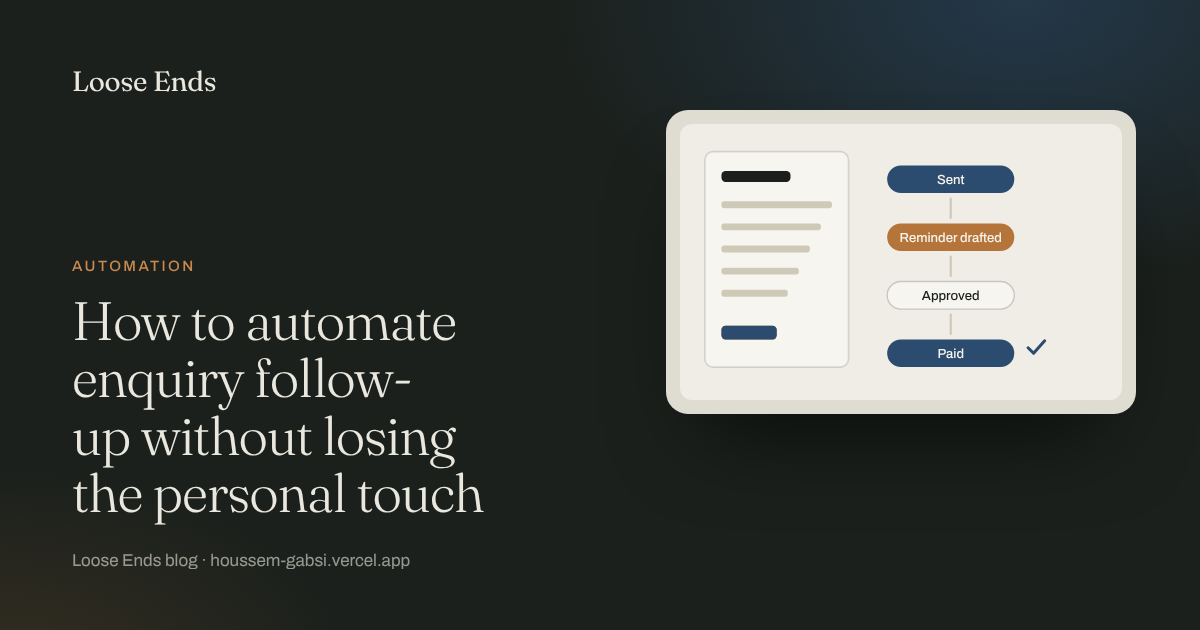 Loose Ends
AUTOMATION
How to automate
enquiry follow-
up without losing
the personal touch
Loose Ends blog · houssem-gabsi.vercel.app
Sent
Reminder drafted
Approved
Paid